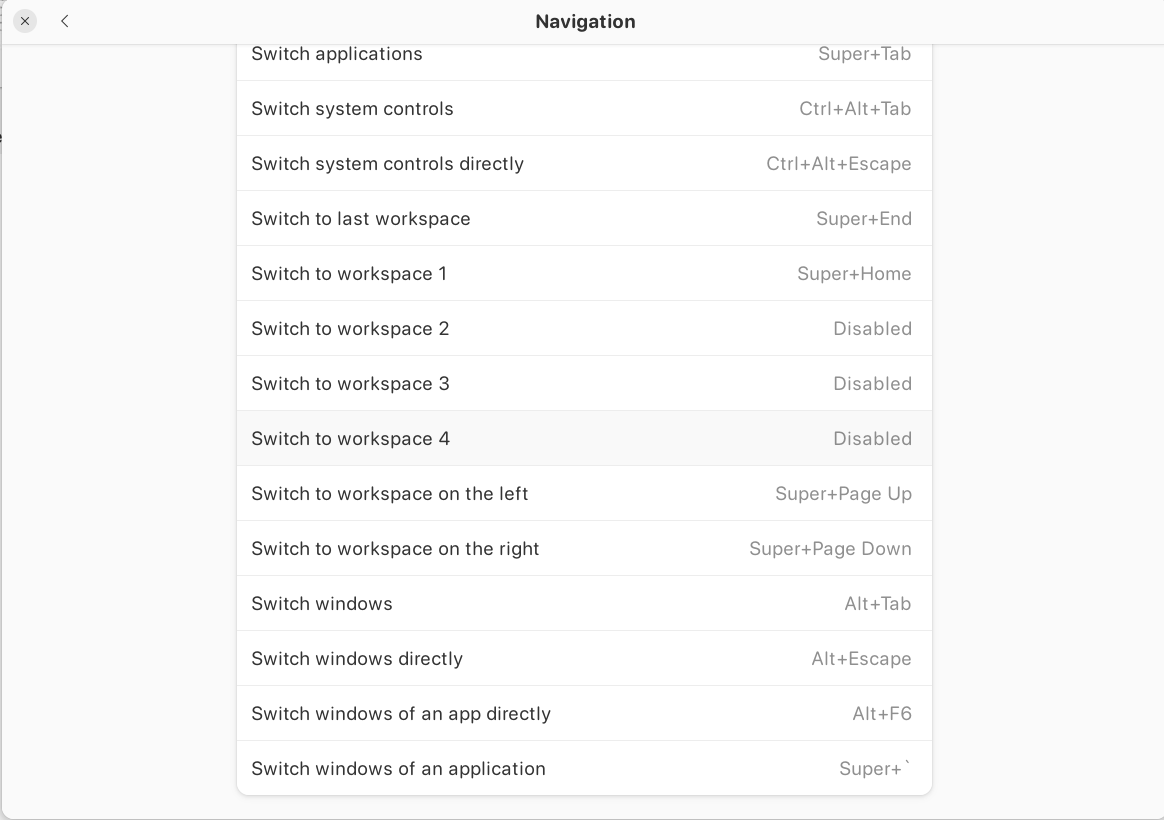 Navigation
Switch applications Super+Tab
Switch system controls Ctrl+Alt+Tab
Switch system controls directly Ctrl+Alt+Escape
Switch to last workspace Super+End
Switch to workspace 1 Super+Home
Switch to workspace 2 Disabled
Switch to workspace 3 Disabled
Switch to workspace 4 Disabled
Switch to workspace on the left Super+Page Up
Switch to workspace on the right Super+Page Down
Switch windows Alt+Tab
Switch windows directly Alt+Escape
Switch windows of an app directly Alt+F6
Switch windows of an application Super+`